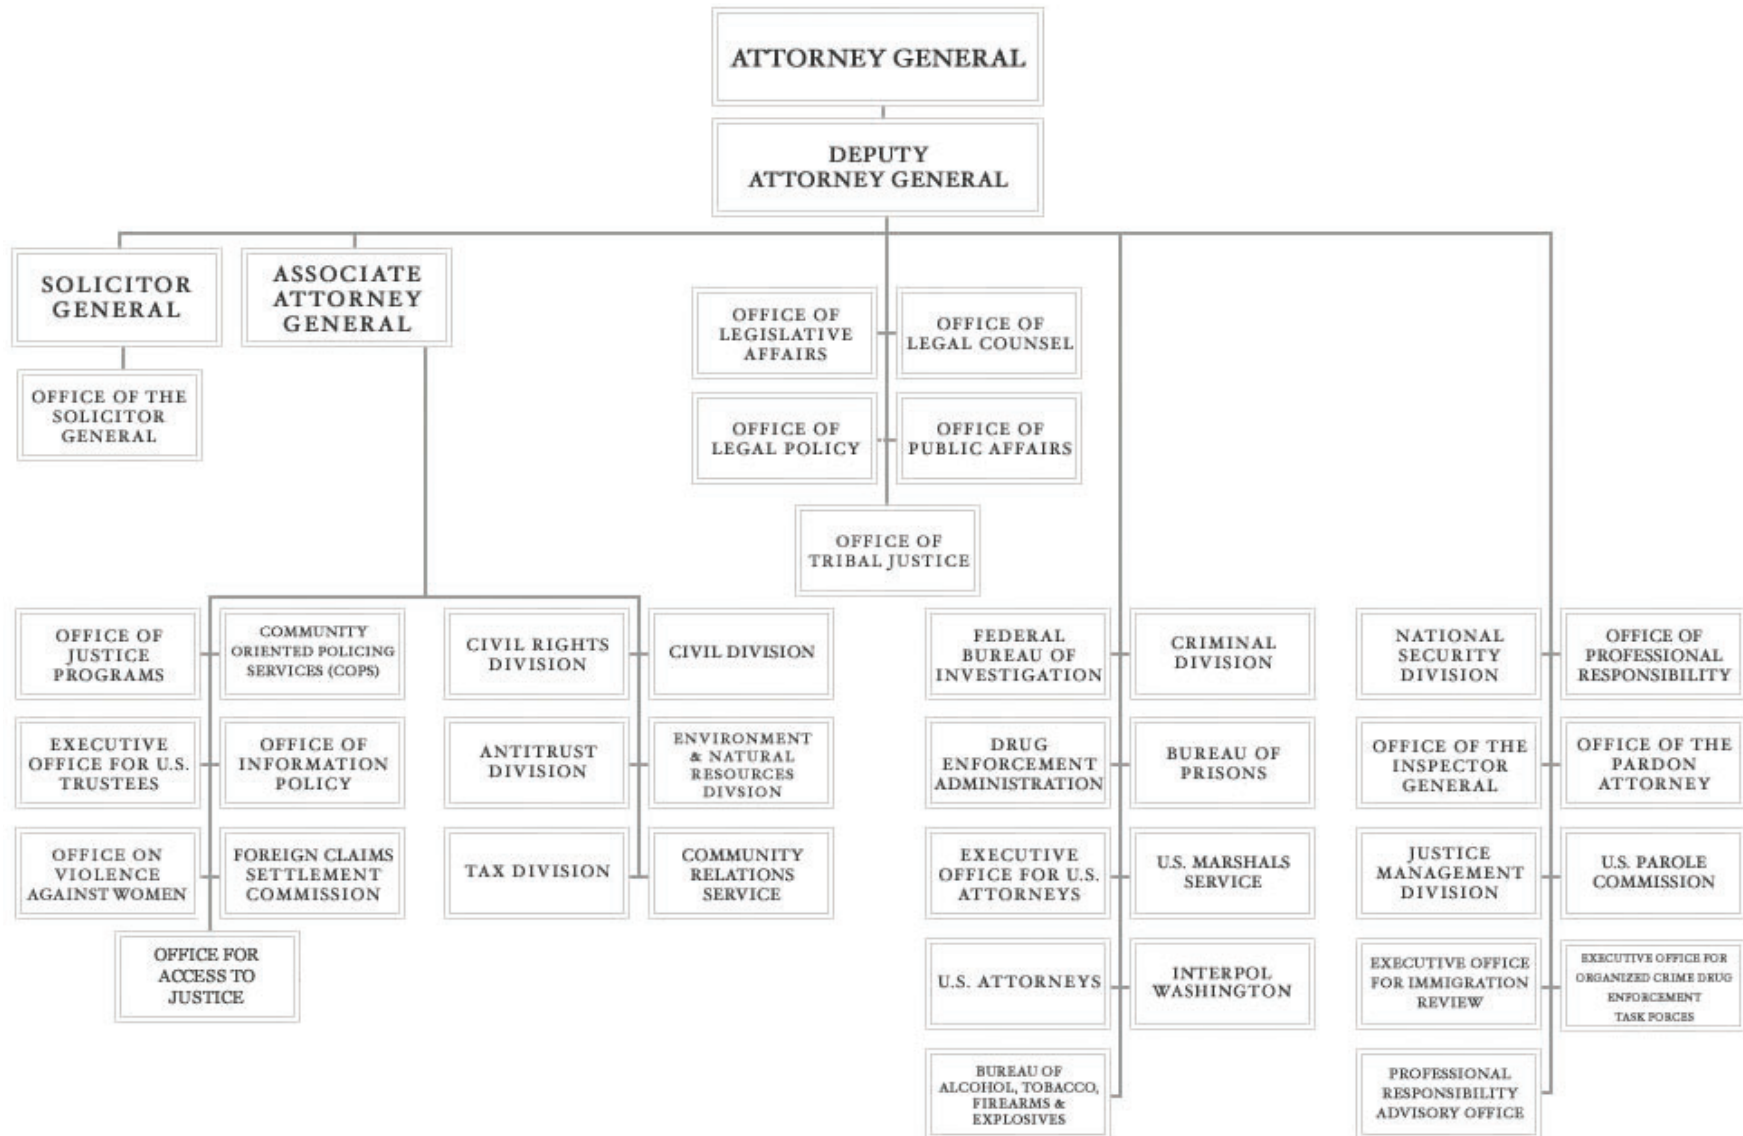 ATTORNEY GENERAL
DEPUTY
ATTORNEY GENERAL
SOLICITOR
GENERAL
ASSOCIATE
ATTORNEY
GENERAL
OFFICE OF THE
SOLICITOR
GENERAL
OFFICE OF
LEGISLATIVE
AFFAIRS
OFFICE OF
LEGAL COUNSEL
OFFICE OF
LEGAL POLICY
OFFICE OF
PUBLIC AFFAIRS
OFFICE OF
TRIBAL JUSTICE
OFFICE OF
JUSTICE
PROGRAMS
COMMUNITY
ORIENTED POLICING
SERVICES (COPS)
EXECUTIVE
OFFICE FOR U.S.
TRUSTEES
OFFICE OF
INFORMATION
POLICY
OFFICE ON
VIOLENCE
AGAINST WOMEN
FOREIGN CLAIMS
SETTLEMENT
COMMISSION
OFFICE FOR
ACCESS TO
JUSTICE
CIVIL RIGHTS
DIVISION
CIVIL DIVISION
ANTITRUST
DIVISION
ENVIRONMENT
& NATURAL
RESOURCES
DIVSION
TAX DIVISION
COMMUNITY
RELATIONS
SERVICE
FEDERAL
BUREAU OF
INVESTIGATION
CRIMINAL
DIVISION
DRUG
ENFORCEMENT
ADMINISTRATION
BUREAU OF
PRISONS
EXECUTIVE
OFFICE FOR U.S.
ATTORNEYS
U.S. MARSHALS
SERVICE
U.S. ATTORNEYS
INTERPOL
WASHINGTON
BUREAU OF
ALCOHOL, TOBACCO,
FIREARMS &
EXPLOSIVES
NATIONAL
SECURITY
DIVISION
OFFICE OF
PROFESSIONAL
RESPONSIBILITY
OFFICE OF THE
INSPECTOR
GENERAL
OFFICE OF THE
PARDON
ATTORNEY
JUSTICE
MANAGEMENT
DIVISION
U.S. PAROLE
COMMISSION
EXECUTIVE OFFICE
FOR IMMIGRATION
REVIEW
EXECUTIVE OFFICE FOR
ORGANIZED CRIME DRUG
ENFORCEMENT
TASK FORCES
PROFESSIONAL
RESPONSIBILITY
ADVISORY OFFICE